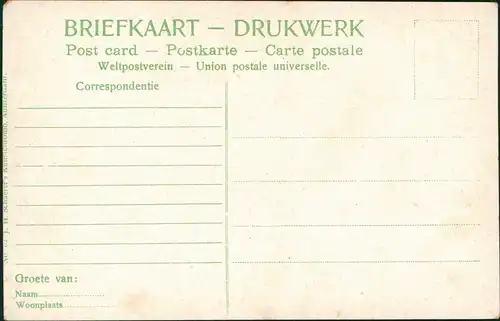 BRIEFKAART — DRUKWERK
Post card — Postkarte — Carte postale
Weltpostverein — Union postale universelle.
Correspondentie
Groete van:
Naam
Woonplaats